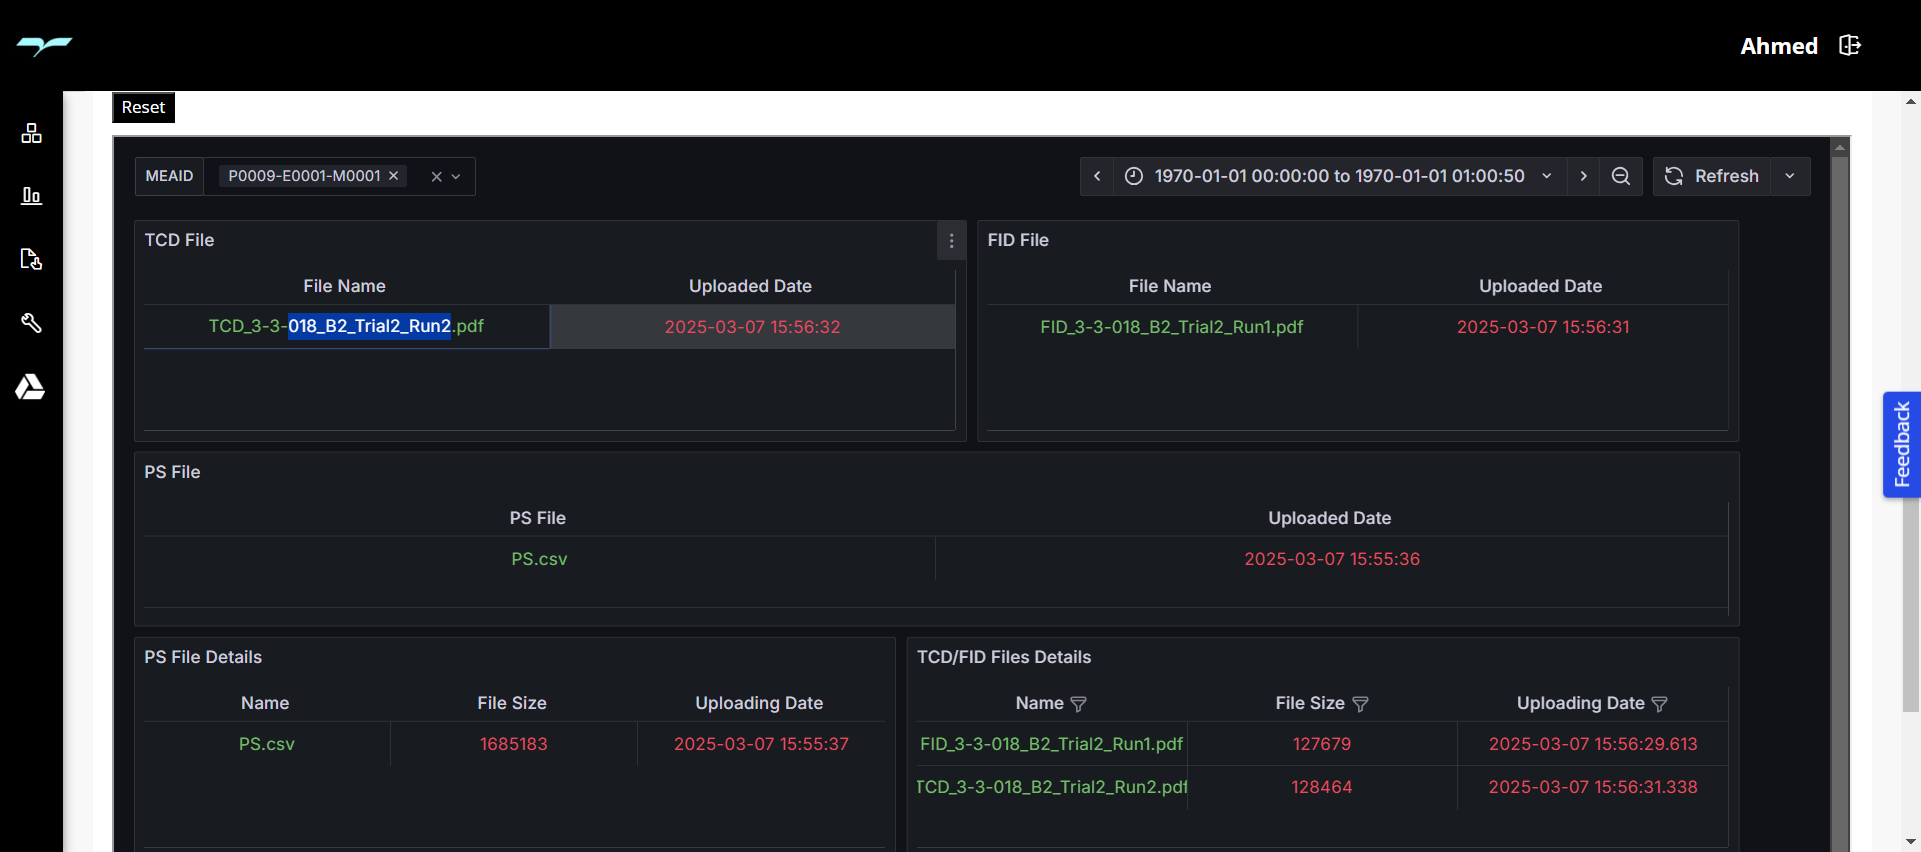 Ahmed
Reset
MEAID P0009-E0001-M0001
1970-01-01 00:00:00 to 1970-01-01 01:00:50 Refresh
TCD File
File Name Uploaded Date
TCD_3-3-018_B2_Trial2_Run2.pdf 2025-03-07 15:56:32
FID File
File Name Uploaded Date
FID_3-3-018_B2_Trial2_Run1.pdf 2025-03-07 15:56:31
Feedback
PS File
PS File Uploaded Date
PS.csv 2025-03-07 15:55:36
PS File Details
Name File Size Uploading Date
PS.csv 1685183 2025-03-07 15:55:37
TCD/FID Files Details
Name File Size Uploading Date
FID_3-3-018_B2_Trial2_Run1.pdf 127679 2025-03-07 15:56:29.613
TCD_3-3-018_B2_Trial2_Run2.pdf 128464 2025-03-07 15:56:31.338